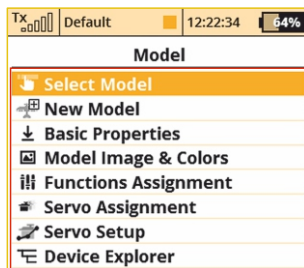 Tx Default 12:22:34 64%
Model
Select Model
New Model
Basic Properties
Model Image & Colors
Functions Assignment
Servo Assignment
Servo Setup
Device Explorer